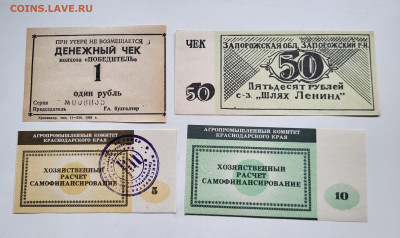 COINSS.LAVE.RU
ПРИ УТЕРЕ НЕ ВОЗМЕЩАЕТСЯ
ДЕНЕЖНЫЙ ЧЕК
колхоза «ПОБЕДИТЕЛЬ»
1
один рубль
Серия
Председатель Гл. бухгалтер
ЧЕК
50
ЗАПОРОЖСКАЯ ОБЛ. ЗАПОРОЖСКИЙ Р-Н.
50
ПЯТЬДЕСЯТ РУБЛЕЙ
С-З. „ШЛЯХ ЛЕНИНА"
АГРОПРОМЫШЛЕННЫЙ КОМИТЕТ
КРАСНОДАРСКОГО КРАЯ
ХОЗЯЙСТВЕННЫЙ
РАСЧЕТ
САМОФИНАНСИРОВАНИЕ
5
АГРОПРОМЫШЛЕННЫЙ КОМИТЕТ
КРАСНОДАРСКОГО КРАЯ
ХОЗЯЙСТВЕННЫЙ
РАСЧЕТ
САМОФИНАНСИРОВАНИЕ
10